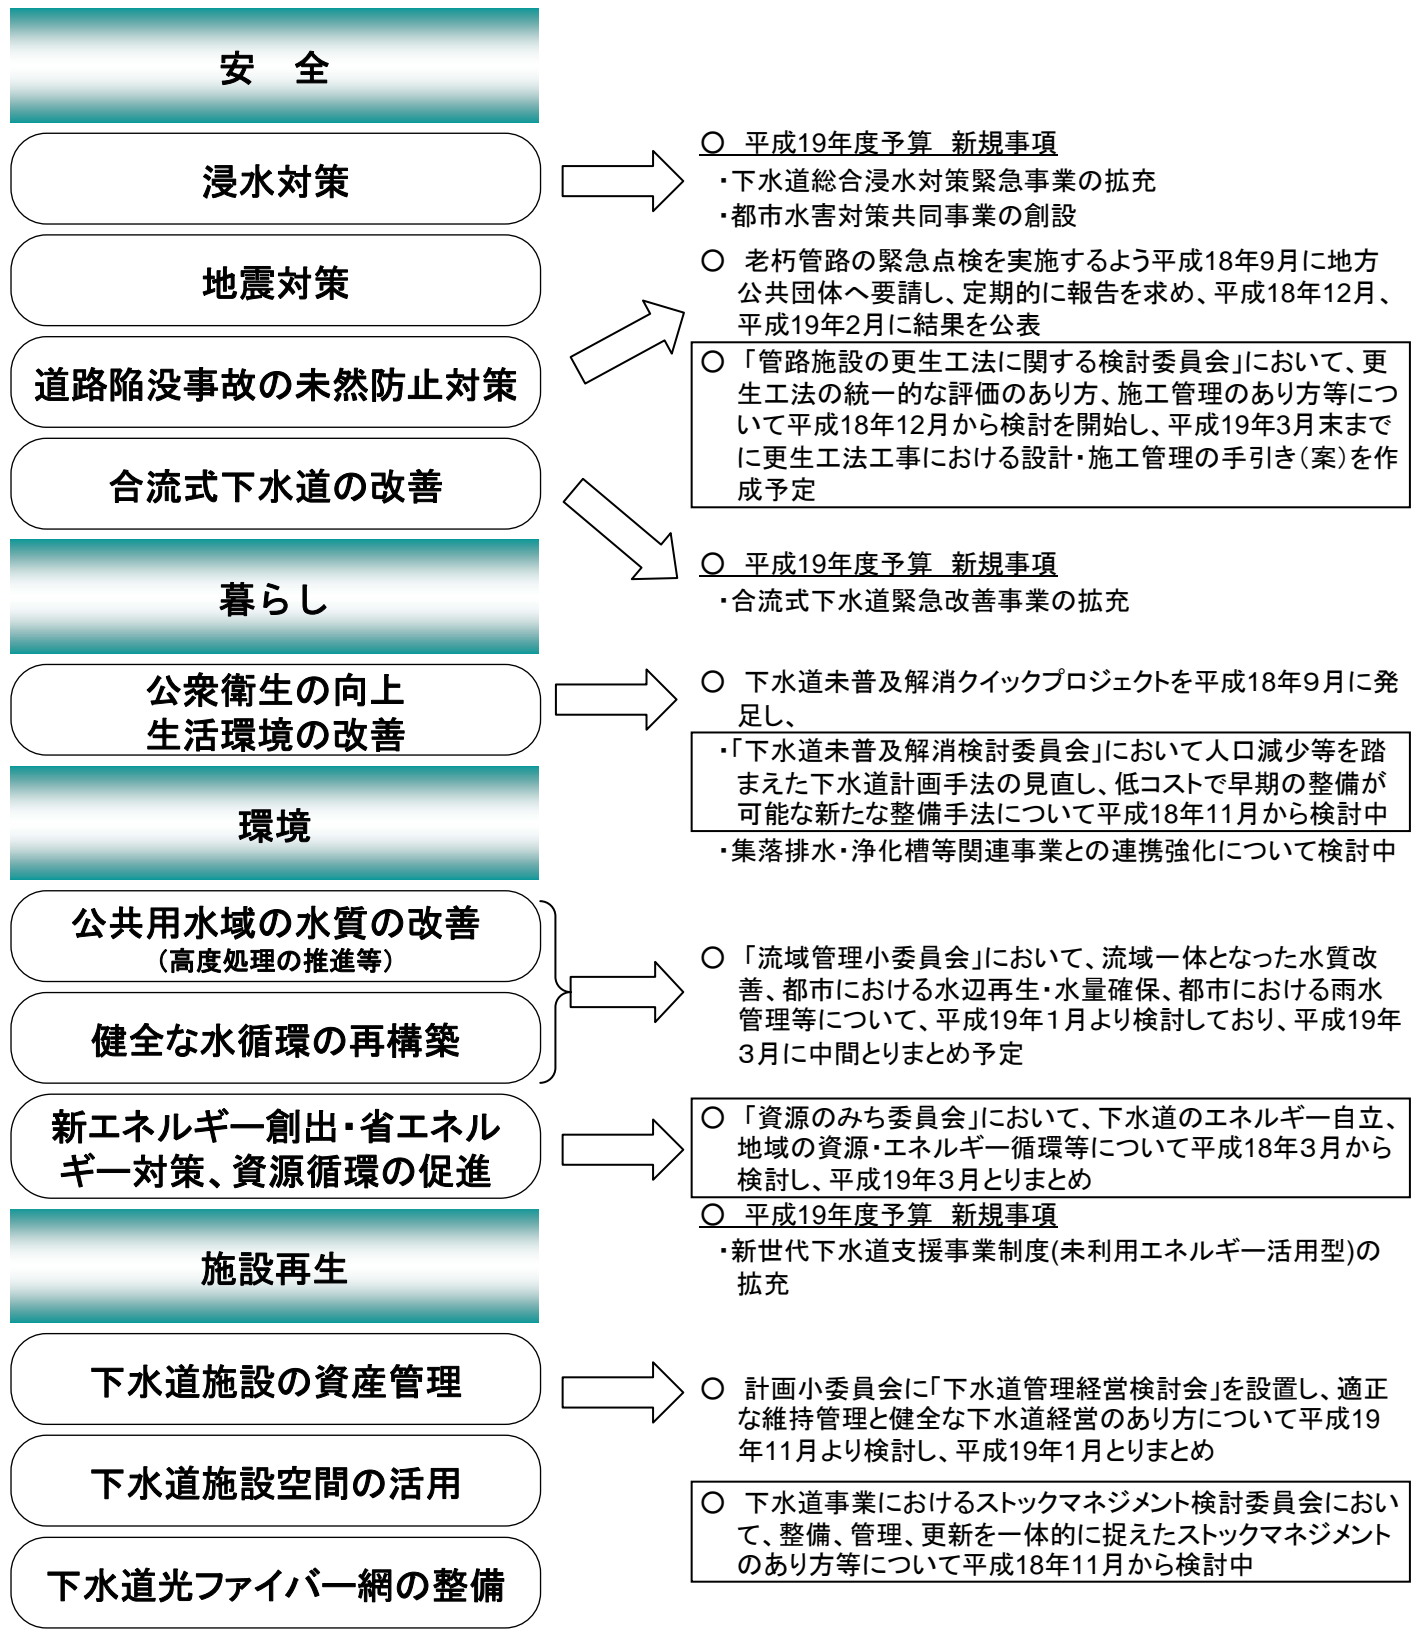 安　全
浸水対策
○　平成19年度予算　新規事項
・下水道総合浸水対策緊急事業の拡充
・都市水害対策共同事業の創設
地震対策
道路陥没事故の未然防止対策
○　老朽管路の緊急点検を実施するよう平成18年9月に地方
公共団体へ要請し、定期的に報告を求め、平成18年12月、
平成19年2月に結果を公表
○　「管路施設の更生工法に関する検討委員会」において、更
生工法の統一的な評価のあり方、施工管理のあり方等につ
いて平成18年12月から検討を開始し、平成19年3月末まで
に更生工法工事における設計・施工管理の手引き（案）を作
成予定
合流式下水道の改善
○　平成19年度予算　新規事項
・合流式下水道緊急改善事業の拡充
暮らし
公衆衛生の向上
生活環境の改善
○　下水道未普及解消クイックプロジェクトを平成18年９月に発
足し、
・「下水道未普及解消検討委員会」において人口減少等を踏
まえた下水道計画手法の見直し、低コストで早期の整備が
可能な新たな整備手法について平成18年11月から検討中
・集落排水・浄化槽等関連事業との連携強化について検討中
環境
公共用水域の水質の改善
（高度処理の推進等）
健全な水循環の再構築
○　「流域管理小委員会」において、流域一体となった水質改
善、都市における水辺再生・水量確保、都市における雨水
管理等について、平成19年１月より検討しており、平成19年
３月に中間とりまとめ予定
新エネルギー創出・省エネル
ギー対策、資源循環の促進
○　「資源のみち委員会」において、下水道のエネルギー自立、
地域の資源・エネルギー循環等について平成18年３月から
検討し、平成19年３月とりまとめ
○　平成19年度予算　新規事項
・新世代下水道支援事業制度(未利用エネルギー活用型)の
拡充
施設再生
下水道施設の資産管理
○　計画小委員会に「下水道管理経営検討会」を設置し、適正
な維持管理と健全な下水道経営のあり方について平成19
年11月より検討し、平成19年１月とりまとめ
下水道施設空間の活用
○　下水道事業におけるストックマネジメント検討委員会におい
て、整備、管理、更新を一体的に捉えたストックマネジメント
のあり方等について平成18年11月から検討中
下水道光ファイバー網の整備